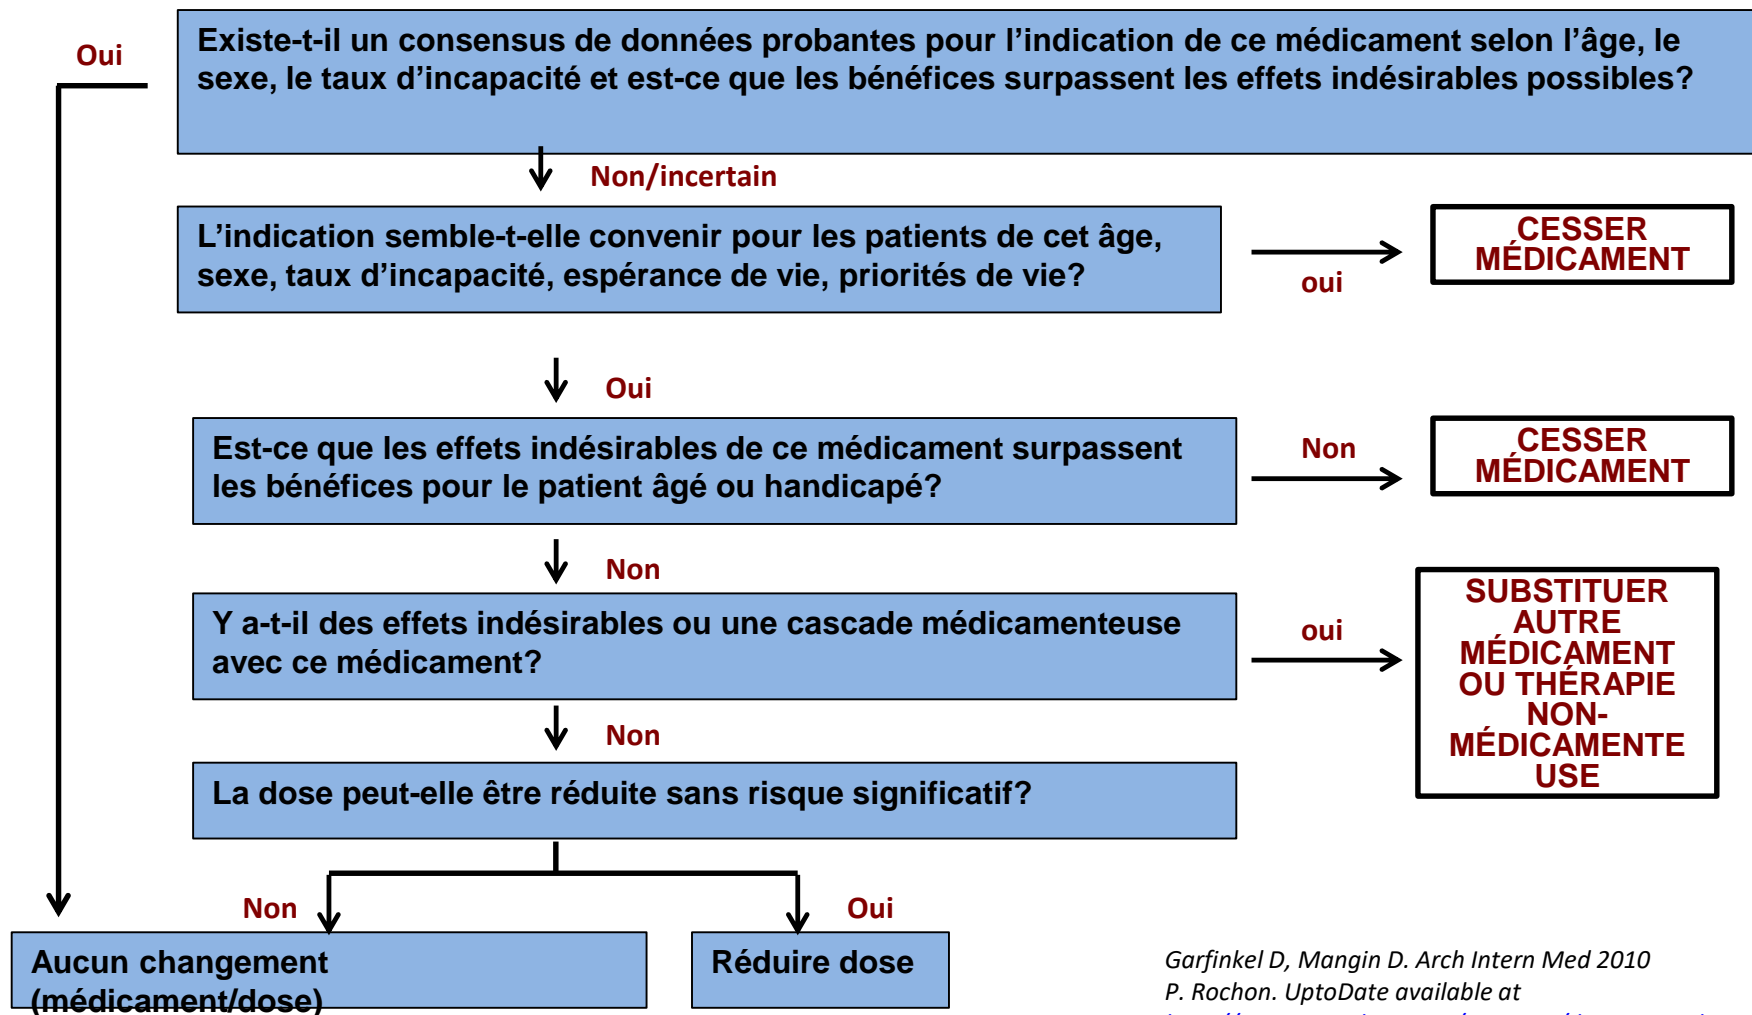 Oui
Existe-t-il un consensus de données probantes pour l’indication de ce médicament selon l’âge, le
sexe, le taux d’incapacité et est-ce que les bénéfices surpassent les effets indésirables possibles?
Non/incertain
L’indication semble-t-elle convenir pour les patients de cet âge,
sexe, taux d’incapacité, espérance de vie, priorités de vie?
oui
CESSER
MÉDICAMENT
Oui
Est-ce que les effets indésirables de ce médicament surpassent
les bénéfices pour le patient âgé ou handicapé?
Non
CESSER
MÉDICAMENT
Non
Y a-t-il des effets indésirables ou une cascade médicamenteuse
avec ce médicament?
oui
SUBSTITUER
AUTRE
MÉDICAMENT
OU THÉRAPIE
NON-
MÉDICAMENTE
USE
Non
La dose peut-elle être réduite sans risque significatif?
Non
Oui
Aucun changement
(médicament/dose)
Réduire dose
Garfinkel D, Mangin D. Arch Intern Med 2010
P. Rochon. UptoDate available at